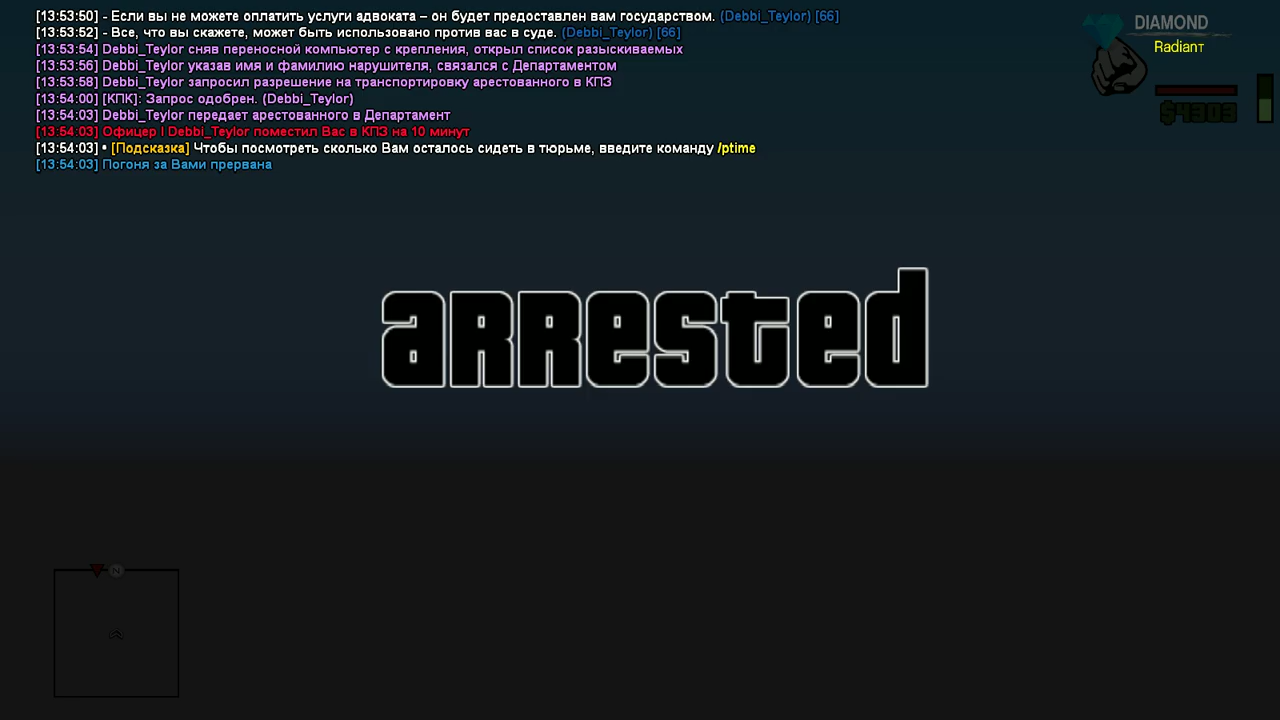 [13:53:50] - Если вы не можете оплатить услуги адвоката – он будет предоставлен вам государством. (Debbi_Teylor) [66]
[13:53:52] - Все, что вы скажете, может быть использовано против вас в суде. (Debbi_Teylor) [66]
[13:53:54] Debbi_Teylor сняв переносной компьютер с крепления, открыл список разыскиваемых
[13:53:56] Debbi_Teylor указав имя и фамилию нарушителя, связался с Департаментом
[13:53:58] Debbi_Teylor запросил разрешение на транспортировку арестованного в КПЗ
[13:54:00] [КПК]: Запрос одобрен. (Debbi_Teylor)
[13:54:03] Debbi_Teylor передает арестованного в Департамент
[13:54:03] Офицер I Debbi_Teylor поместил Вас в КПЗ на 10 минут
[13:54:03] • [Подсказка] Чтобы посмотреть сколько Вам осталось сидеть в тюрьме, введите команду /ptime
[13:54:03] Погоня за Вами прервана
DIAMOND
Radiant
$4303
arrested
N